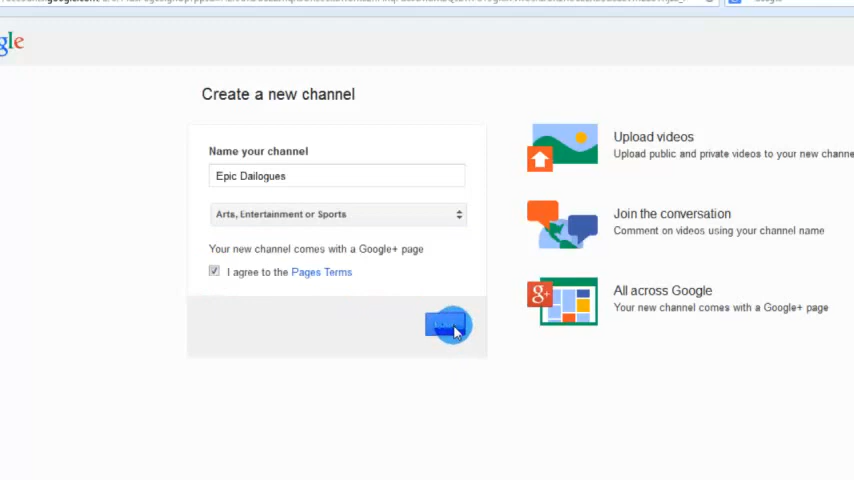 gle
Create a new channel
Name your channel
Epic Dailogues
Arts, Entertainment or Sports
Your new channel comes with a Google+ page
I agree to the Pages Terms
Upload videos
Upload public and private videos to your new channe
Join the conversation
Comment on videos using your channel name
g+
All across Google
Your new channel comes with a Google+ page